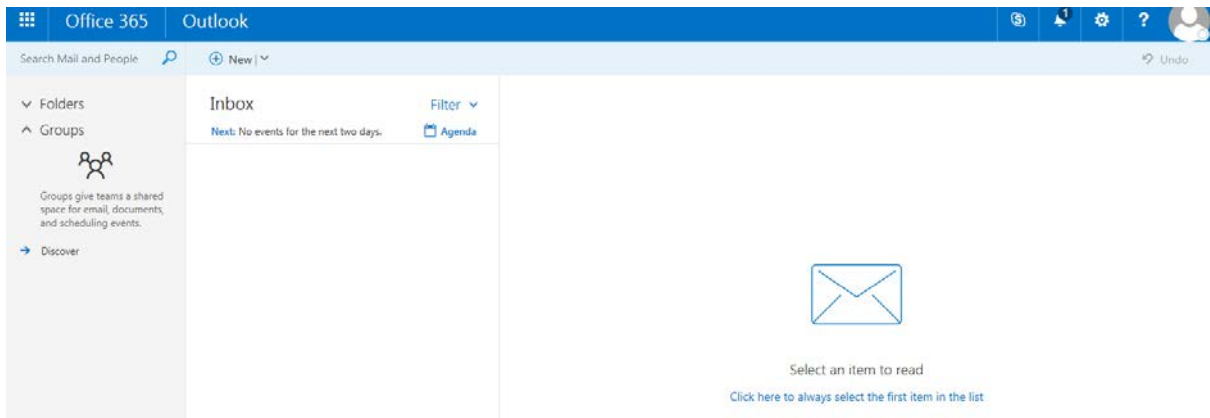 Office 365 Outlook 1 ?
Search Mail and People New Undo
Folders
Groups
Groups give teams a shared
space for email, documents,
and scheduling events.
Discover
Inbox Filter
Next: No events for the next two days. Agenda
Select an item to read
Click here to always select the first item in the list